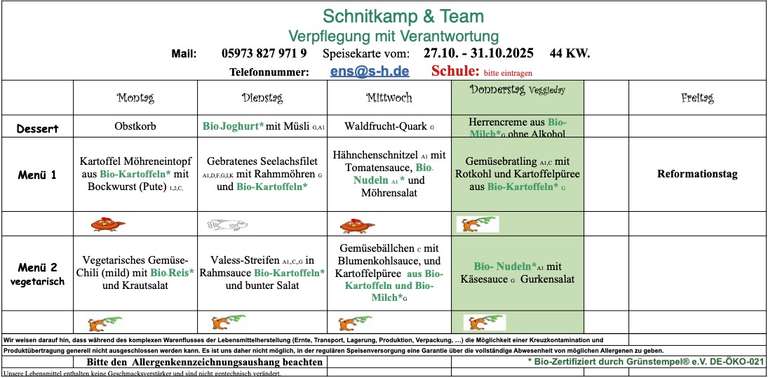 Schnitkamp & Team
Verpflegung mit Verantwortung
Mail: 05973 827 971 9 Speisekarte vom: 27.10. - 31.10.2025 44 KW.
Telefonnummer: ens@s-h.de Schule: bitte eintragen
Montag Dienstag Mittwoch Donnerstag Veggieday Freitag
Dessert
Obstkorb
Bio Joghurt* mit Müsli G,A1
Waldfrucht-Quark G
Herrencreme aus Bio-
Milch*G ohne Alkohol
Menü 1
Kartoffel Möhreneintopf
aus Bio-Kartoffeln* mit
Bockwurst (Pute) 1,2,C,
Gebratenes Seelachsfilet
A1,D,F,G,I,K mit Rahmmöhren G
und Bio-Kartoffeln*
Hähnchenschnitzel A1 mit
Tomatensauce, Bio
Nudeln A1 * und
Möhrensalat
Gemüsebratling A1,C mit
Rotkohl und Kartoffelpüree
aus Bio-Kartoffeln* G
Reformationstag
Menü 2
vegetarisch
Vegetarisches Gemüse-
Chili (mild) mit Bio Reis*
und Krautsalat
Valess-Streifen A1,C,G in
Rahmsauce Bio-Kartoffeln*
und bunter Salat
Gemüsebällchen C mit
Blumenkohlsauce, und
Kartoffelpüree aus Bio-
Kartoffeln und Bio-
Milch*G
Bio- Nudeln*A1 mit
Käsesauce G Gurkensalat
Wir weisen darauf hin, dass während des komplexen Warenflusses der Lebensmittelherstellung (Ernte, Transport, Lagerung, Produktion, Verpackung, ...) die Möglichkeit einer Kreuzkontamination und
Produktübertragung generell nicht ausgeschlossen werden kann. Es ist uns daher nicht möglich, in der regulären Speisenversorgung eine Garantie über die vollständige Abwesenheit von möglichen Allergenen zu geben.
Bitte den Allergenkennzeichnungsaushang beachten
* Bio-Zertifiziert durch Grünstempel® e.V. DE-ÖKO-021
Unsere Lebensmittel enthalten keine Geschmacksverstärker und sind nicht gentechnisch verändert.